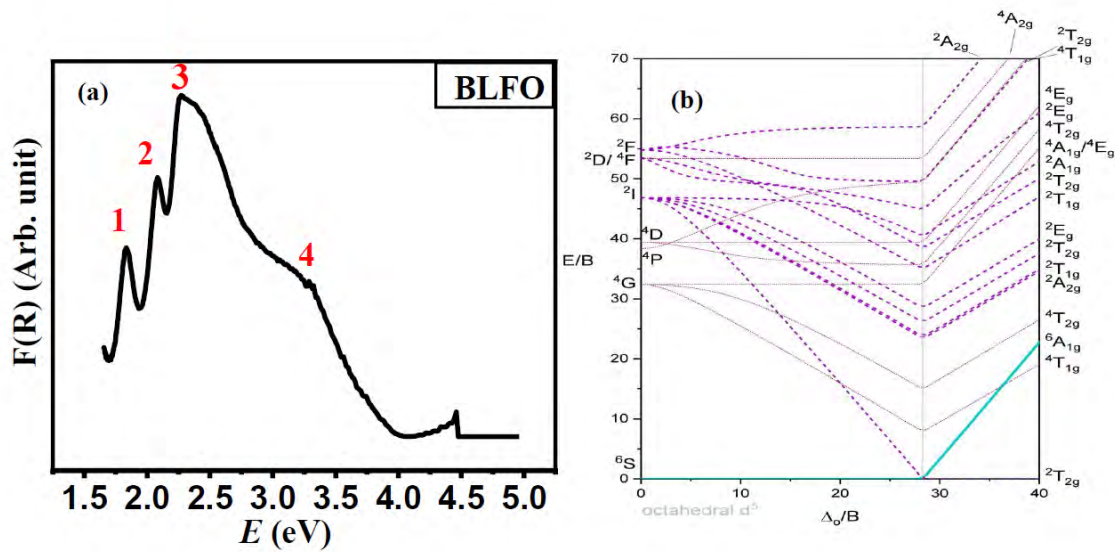 (a)
BLFO
1
2
3
4
F(R) (Arb. unit)
1.5 2.0 2.5 3.0 3.5 4.0 4.5 5.0
E (eV)
(b)
⁴A₂g
²A₂g
²T₂g
⁴T₁g
⁴Eg
²Eg
⁴T₂g
⁴A₁g/⁴Eg
²A₁g
²T₂g
²T₁g
²Eg
²T₂g
²T₁g
²A₂g
⁴T₂g
⁶A₁g
⁴T₁g
²T₂g
70
60
50
40
30
20
10
0
²F
²D/⁴F
²I
⁴D
⁴P
⁴G
⁶S
E/B
0 10 20 30 40
octahedral d⁵
Δₒ/B